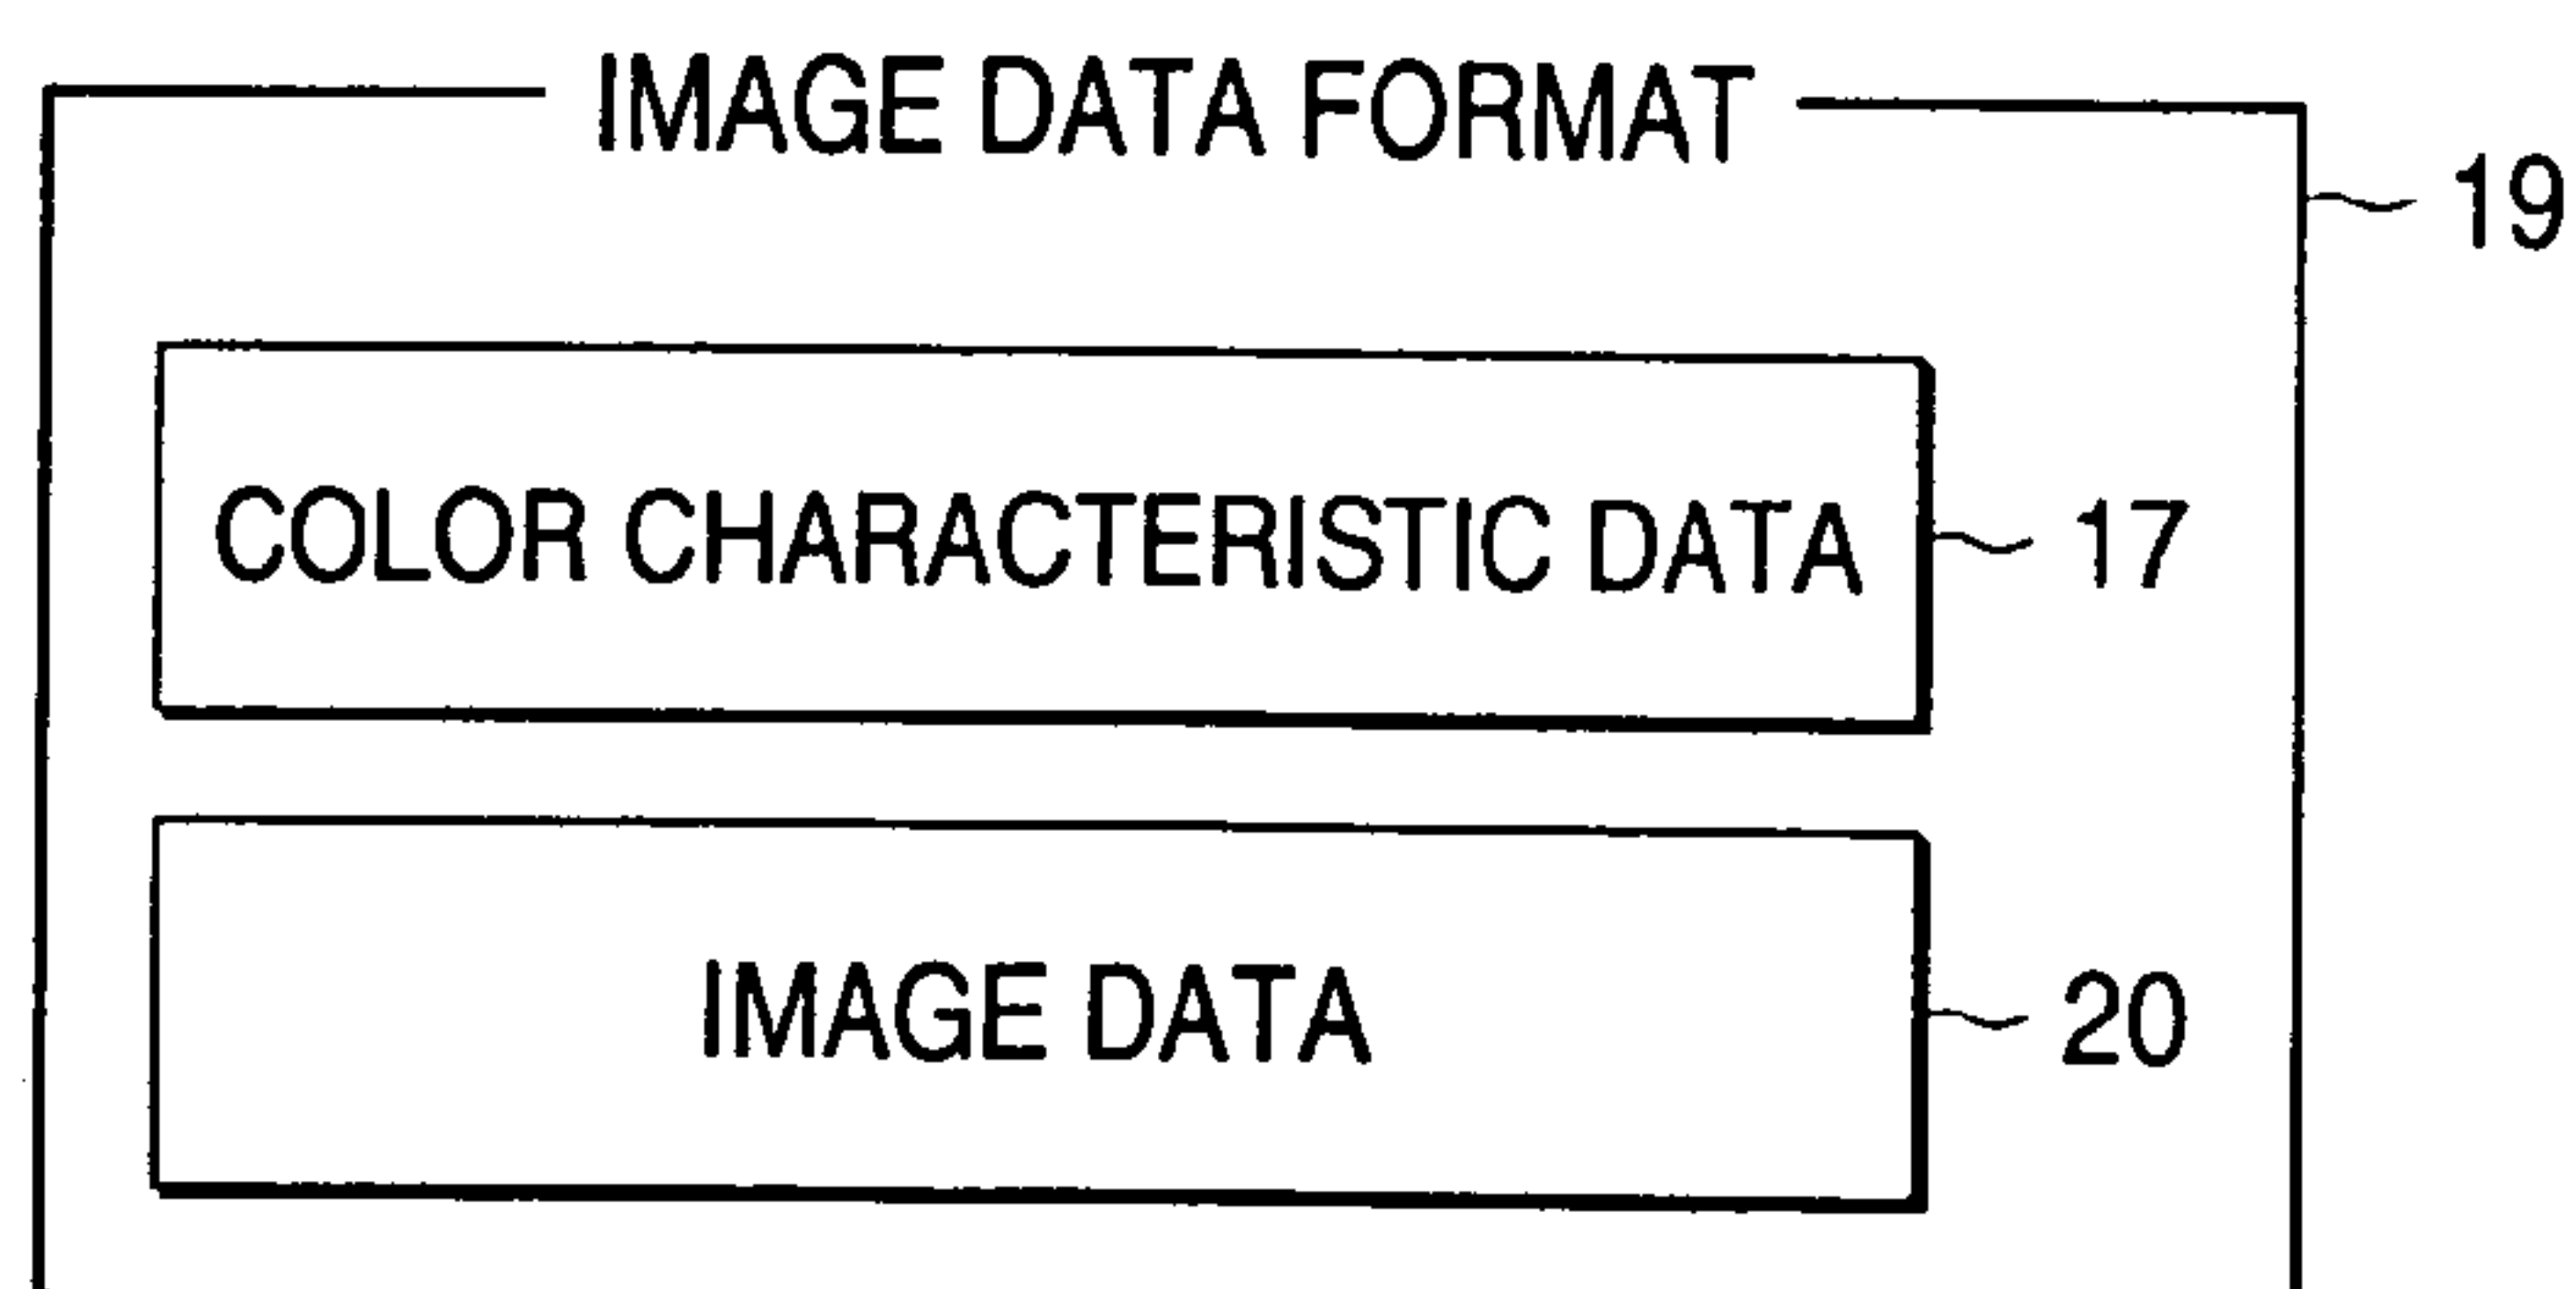 IMAGE DATA FORMAT
19
COLOR CHARACTERISTIC DATA
17
IMAGE DATA
20